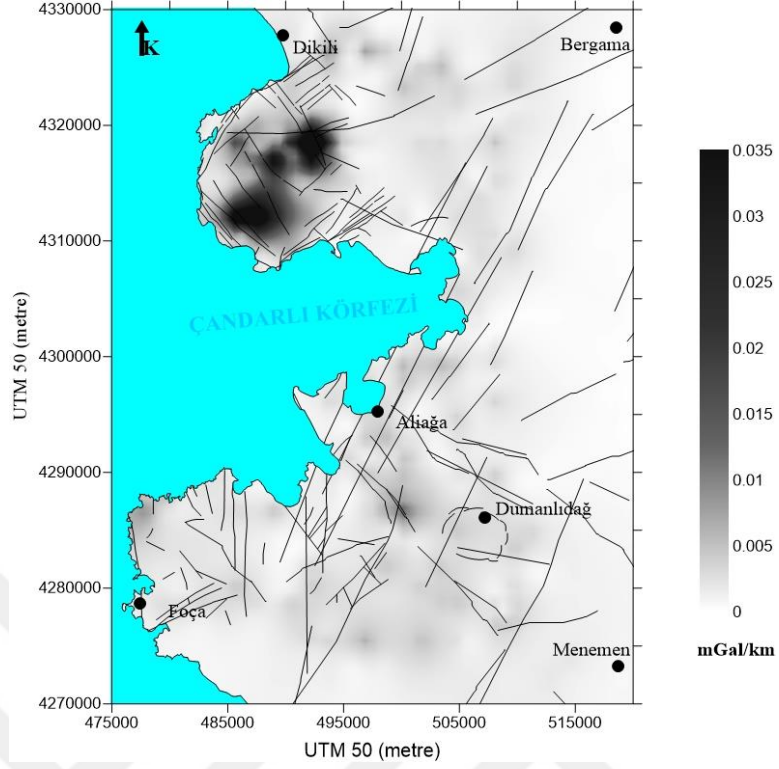 4330000
K
Dikili
Bergama
4320000
4310000
ÇANDARLI KÖRFEZİ
4300000
UTM 50 (metre)
Aliağa
4290000
Dumanlıdağ
4280000
Foça
Menemen
4270000
475000 485000 495000 505000 515000
UTM 50 (metre)
0.035
0.03
0.025
0.02
0.015
0.01
0.005
0
mGal/km